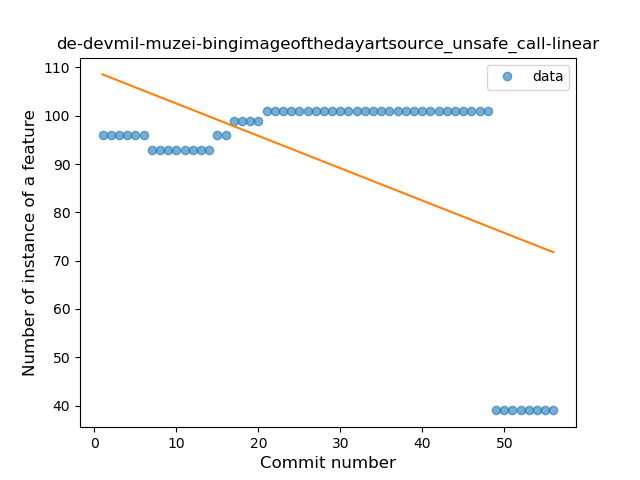 de-devmil-muzei-bingimageofthedayartsource_unsafe_call-linear
data
Number of instance of a feature
110
100
90
80
70
60
50
40
0 10 20 30 40 50
Commit number